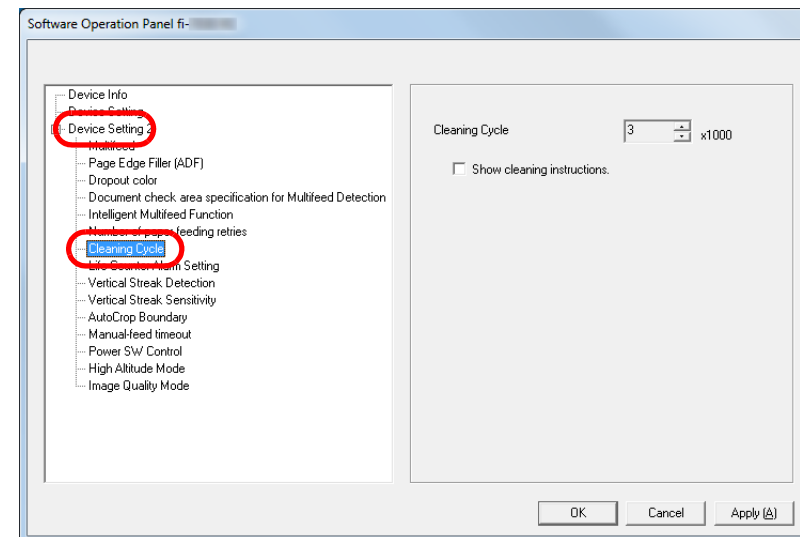 Software Operation Panel fi-
Device Info
Device Setting
Device Setting 2
Multifeed
Page Edge Filler (ADF)
Dropout color
Document check area specification for Multifeed Detection
Intelligent Multifeed Function
Number of paper feeding retries
Cleaning Cycle
Life Counter Alarm Setting
Vertical Streak Detection
Vertical Streak Sensitivity
AutoCrop Boundary
Manual-feed timeout
Power SW Control
High Altitude Mode
Image Quality Mode
Cleaning Cycle 3 x1000
Show cleaning instructions.
OK Cancel Apply (A)